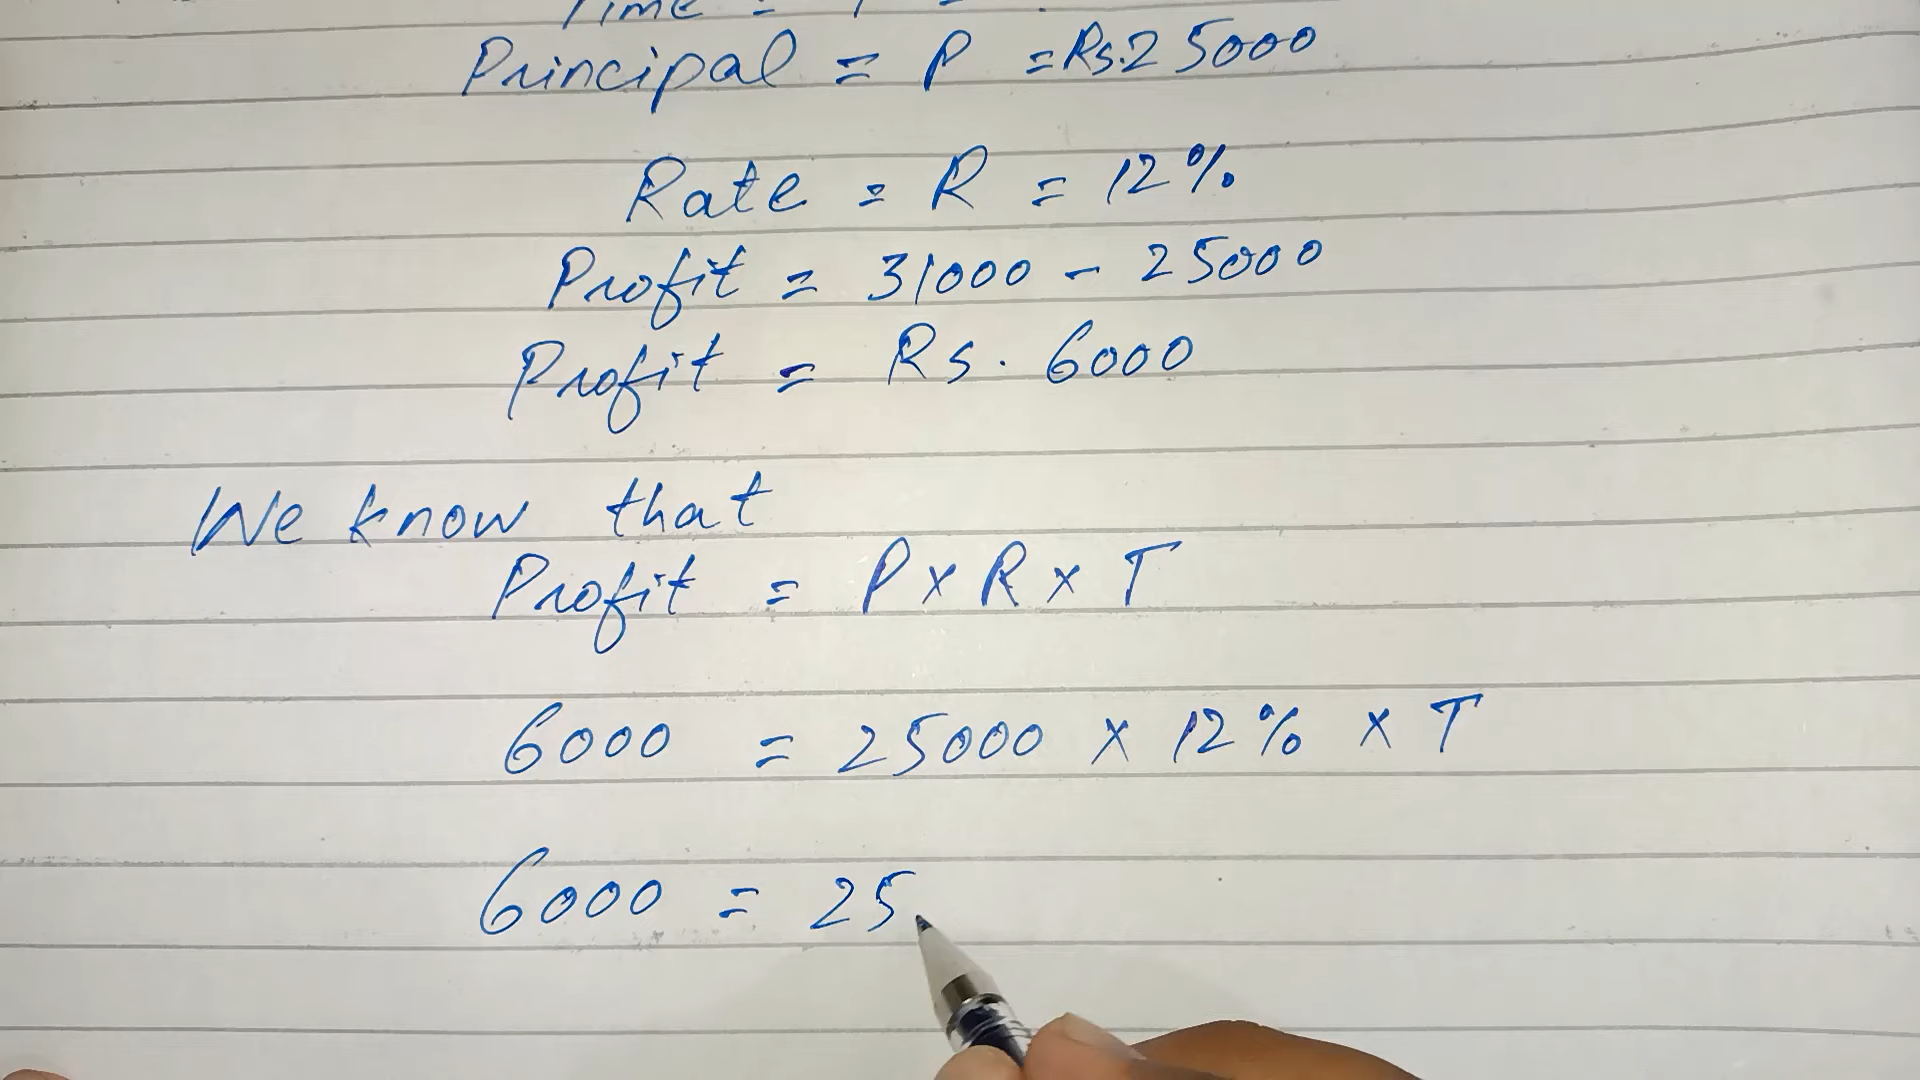 Time = T =
Principal = P = Rs.25000
Rate = R = 12%
Profit = 31000 - 25000
Profit = Rs. 6000
We know that
Profit = P x R x T
6000 = 25000 x 12% x T
6000 = 25